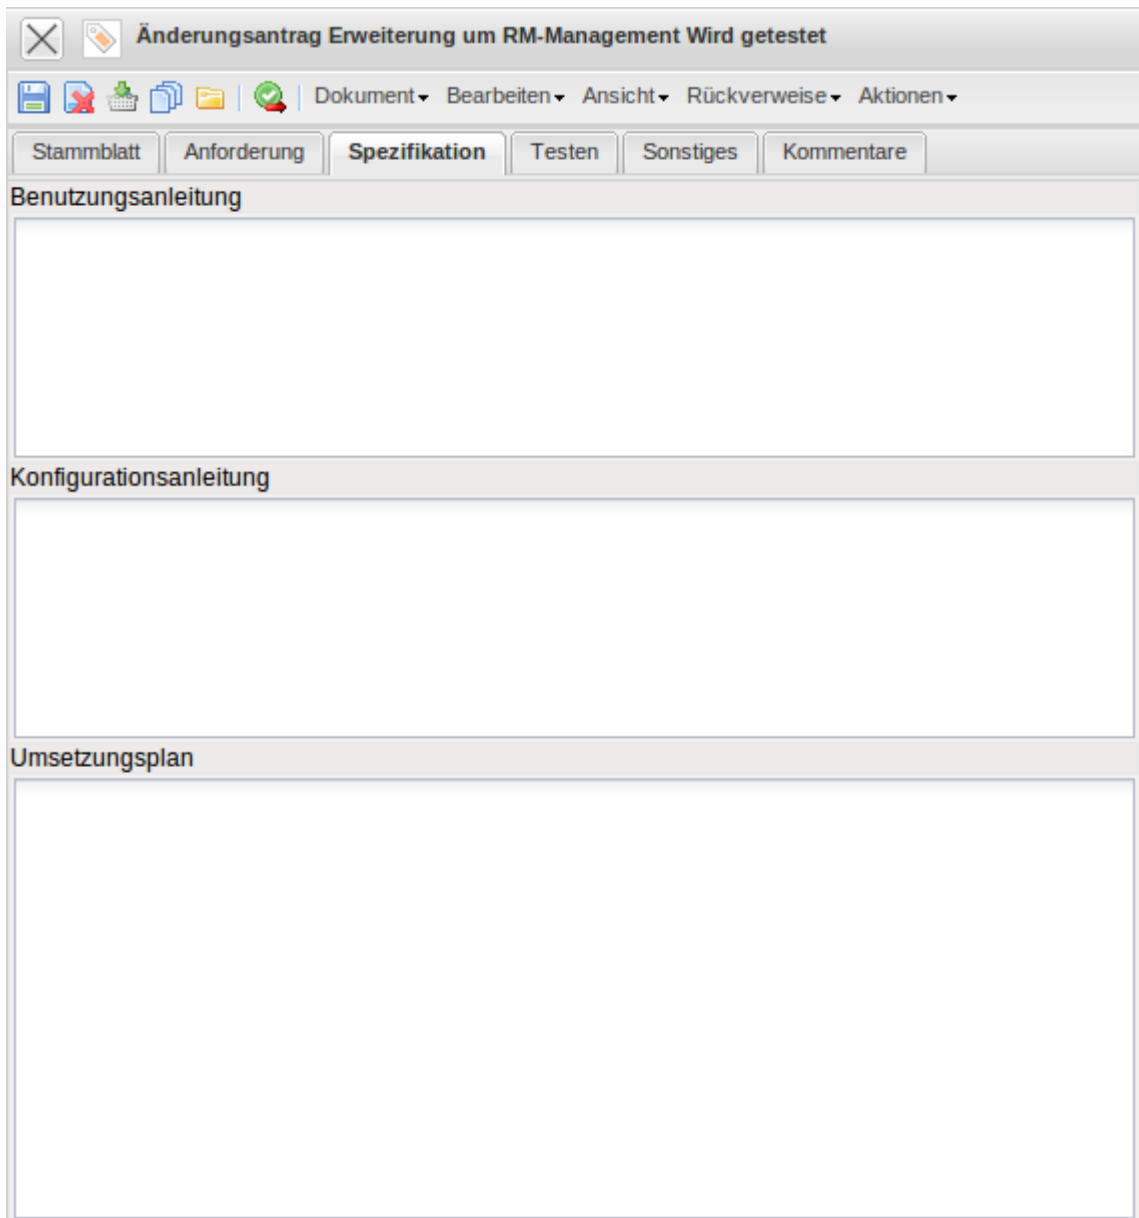 Änderungsantrag Erweiterung um RM-Management Wird getestet
Dokument Bearbeiten Ansicht Rückverweise Aktionen
Stammblatt Anforderung Spezifikation Testen Sonstiges Kommentare
Benutzungsanleitung
Konfigurationsanleitung
Umsetzungsplan